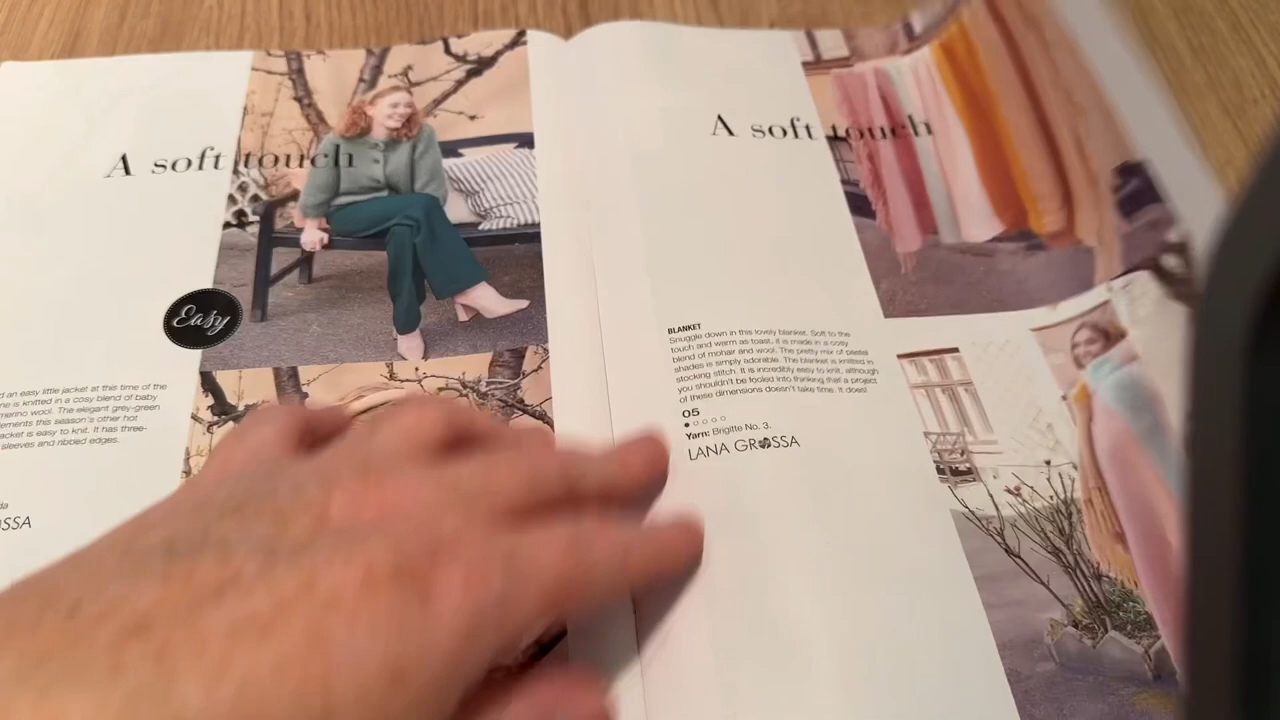 A soft touch
Easy
d an easy little jacket at this time of the
ne is knitted in a cosy blend of baby
merino wool. The elegant grey-green
lements this season's other hot
acket is easy to knit. It has three-
sleeves and ribbed edges.
da
OSSA
A soft touch
BLANKET
Snuggle down in this lovely blanket. Soft to the
touch and warm as toast, it is made in a cosy
blend of mohair and wool. The pretty mix of pastel
shades is simply adorable. The blanket is knitted in
stocking stitch. It is incredibly easy to knit, although
you shouldn't be fooled into thinking that a project
of these dimensions doesn't take time. It does!
05
Yarn: Brigitte No. 3.
LANA GROSSA